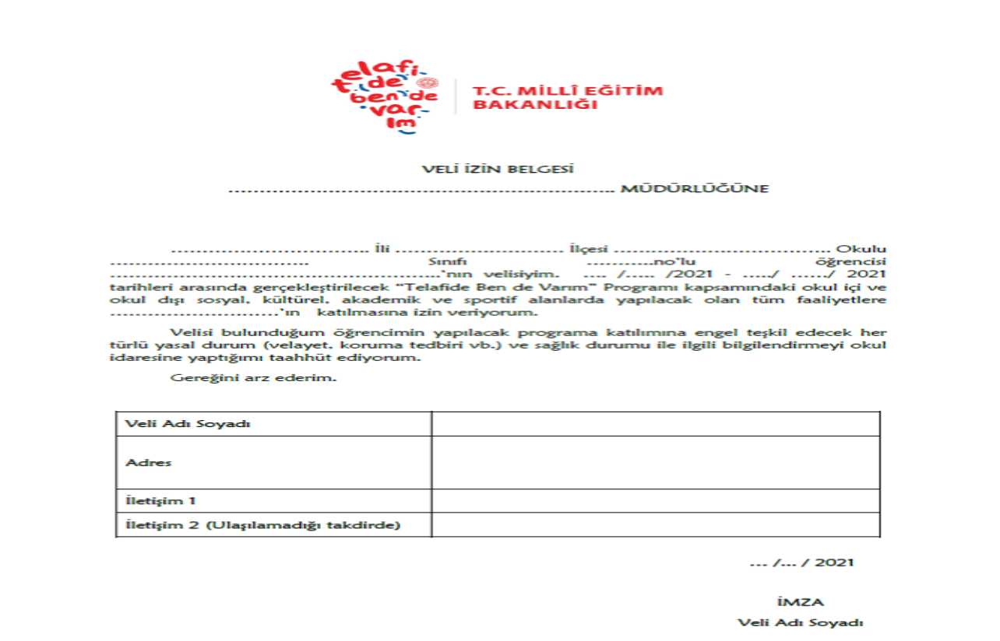 telafi
de
ben de
var
ım
T.C. MİLLÎ EĞİTİM
BAKANLIĞI
VELİ İZİN BELGESİ
…………………………………………………….. MÜDÜRLÜĞÜNE
………………………….. İli ……………………… İlçesi …………………………….. Okulu
………………………….. Sınıfı ………..no'lu öğrencisi
……………………………………………..'nın velisiyim. …. /….. /2021 - …../ ……/ 2021
tarihleri arasında gerçekleştirilecek “Telafide Ben de Varım” Programı kapsamındaki okul içi ve
okul dışı sosyal, kültürel, akademik ve sportif alanlarda yapılacak olan tüm faaliyetlere
………………………'ın katılmasına izin veriyorum.
Velisi bulunduğum öğrencimin yapılacak programa katılımına engel teşkil edecek her
türlü yasal durum (velayet, koruma tedbiri vb.) ve sağlık durumu ile ilgili bilgilendirmeyi okul
idaresine yaptığımı taahhüt ediyorum.
Gereğini arz ederim.
Veli Adı Soyadı
Adres
İletişim 1
İletişim 2 (Ulaşılamadığı takdirde)
… /… / 2021
İMZA
Veli Adı Soyadı